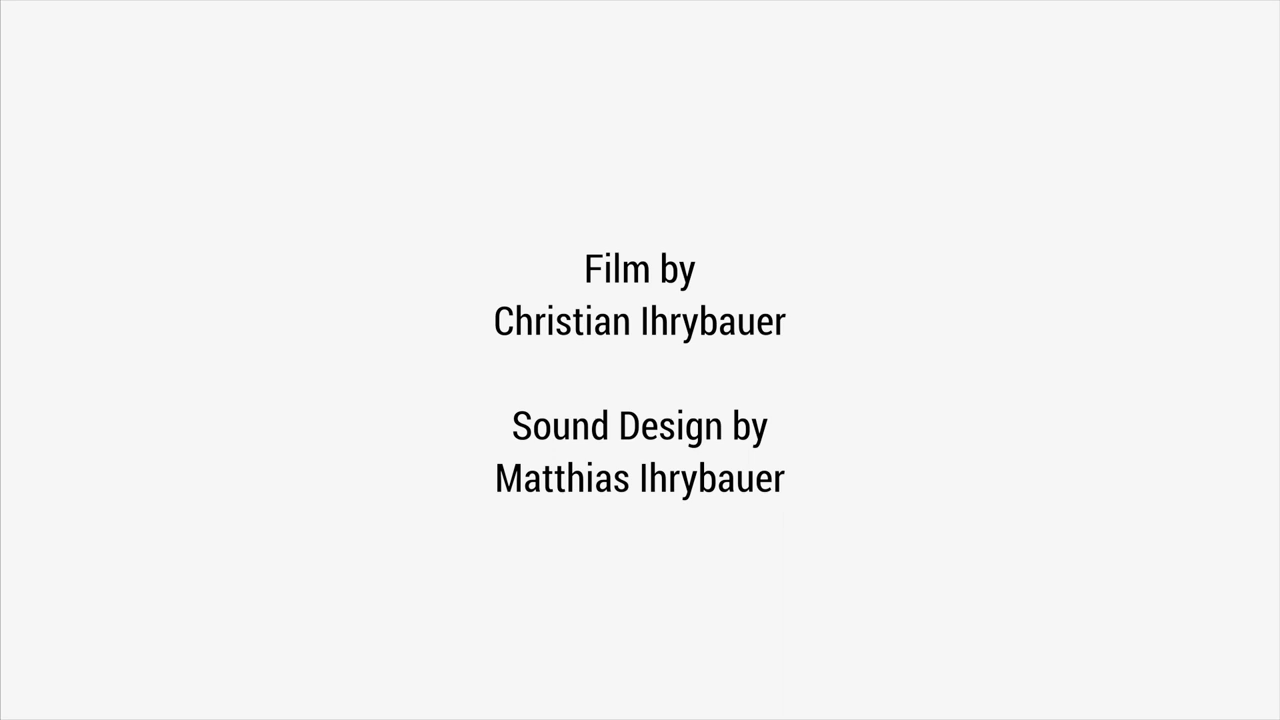 Film by
Christian Ihrybauer
Sound Design by
Matthias Ihrybauer